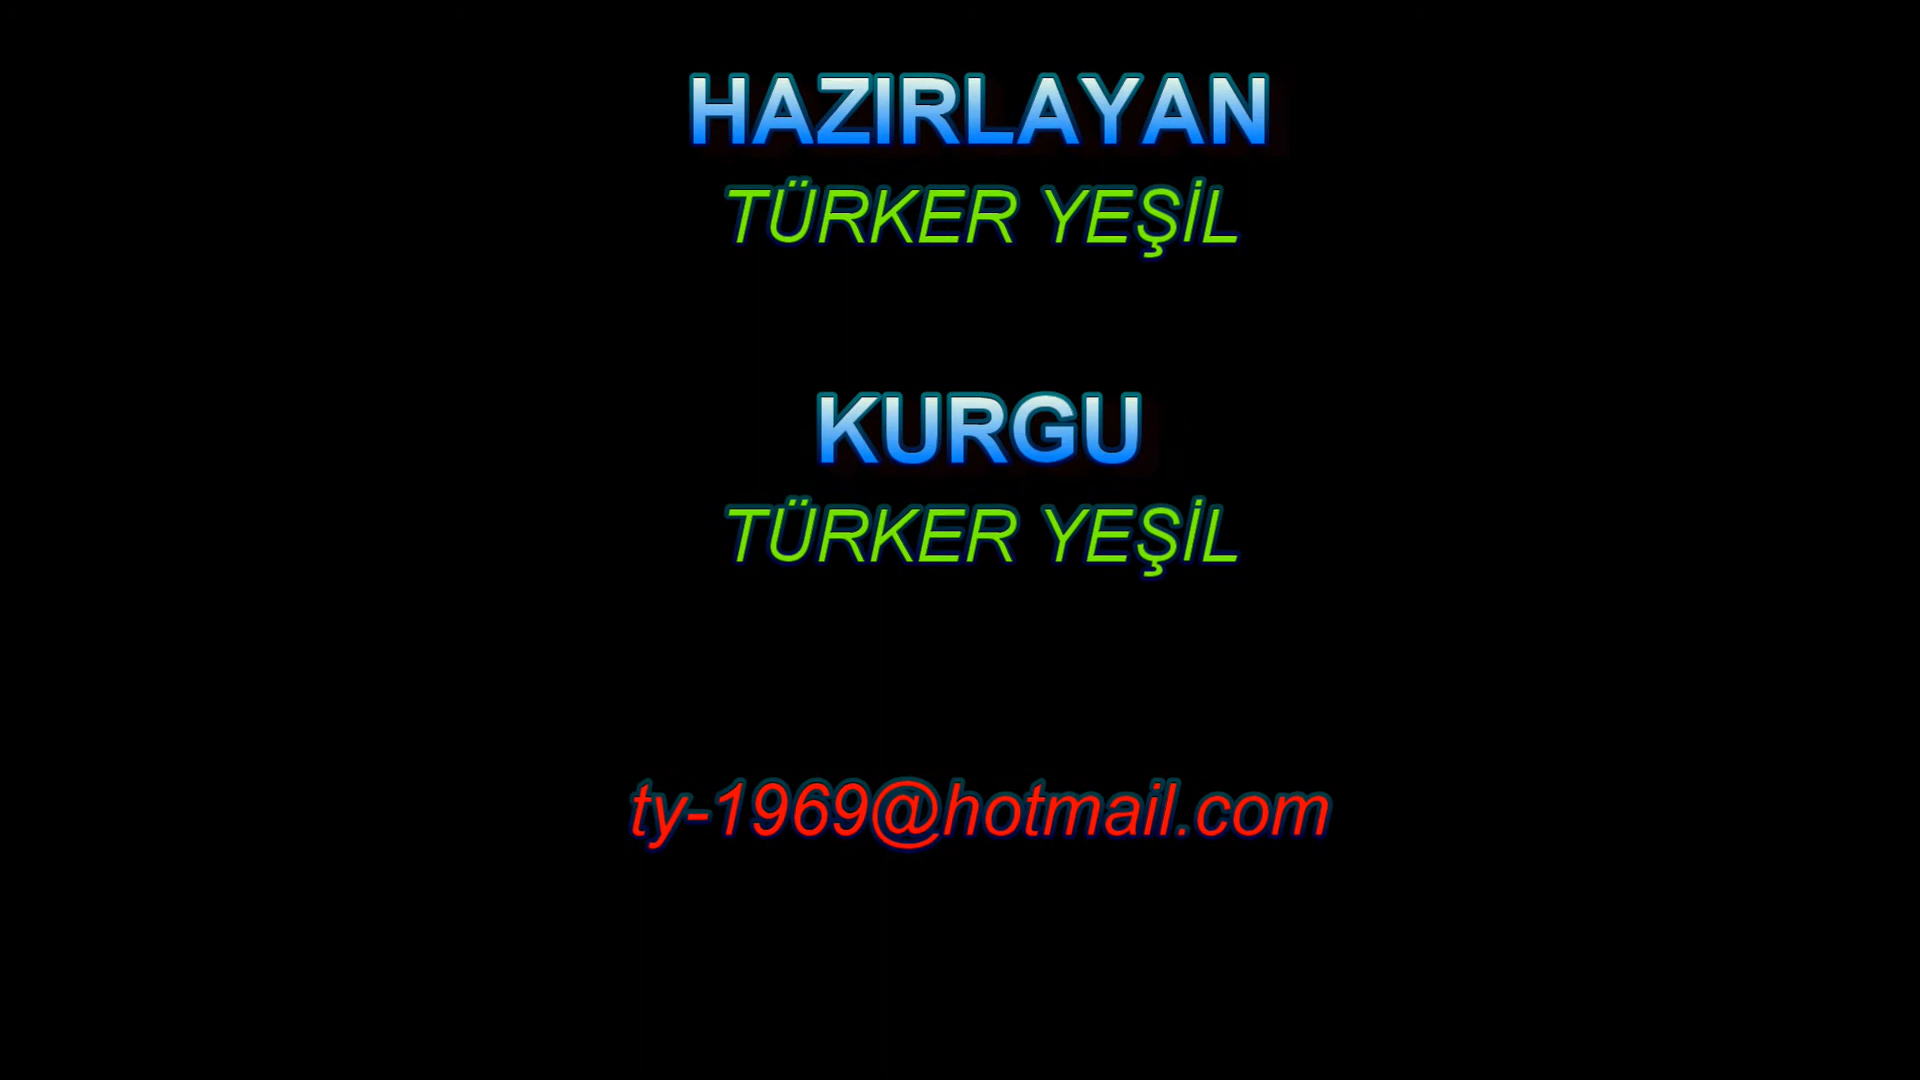 HAZIRLAYAN
TÜRKER YEŞİL
KURGU
TÜRKER YEŞİL
ty-1969@hotmail.com